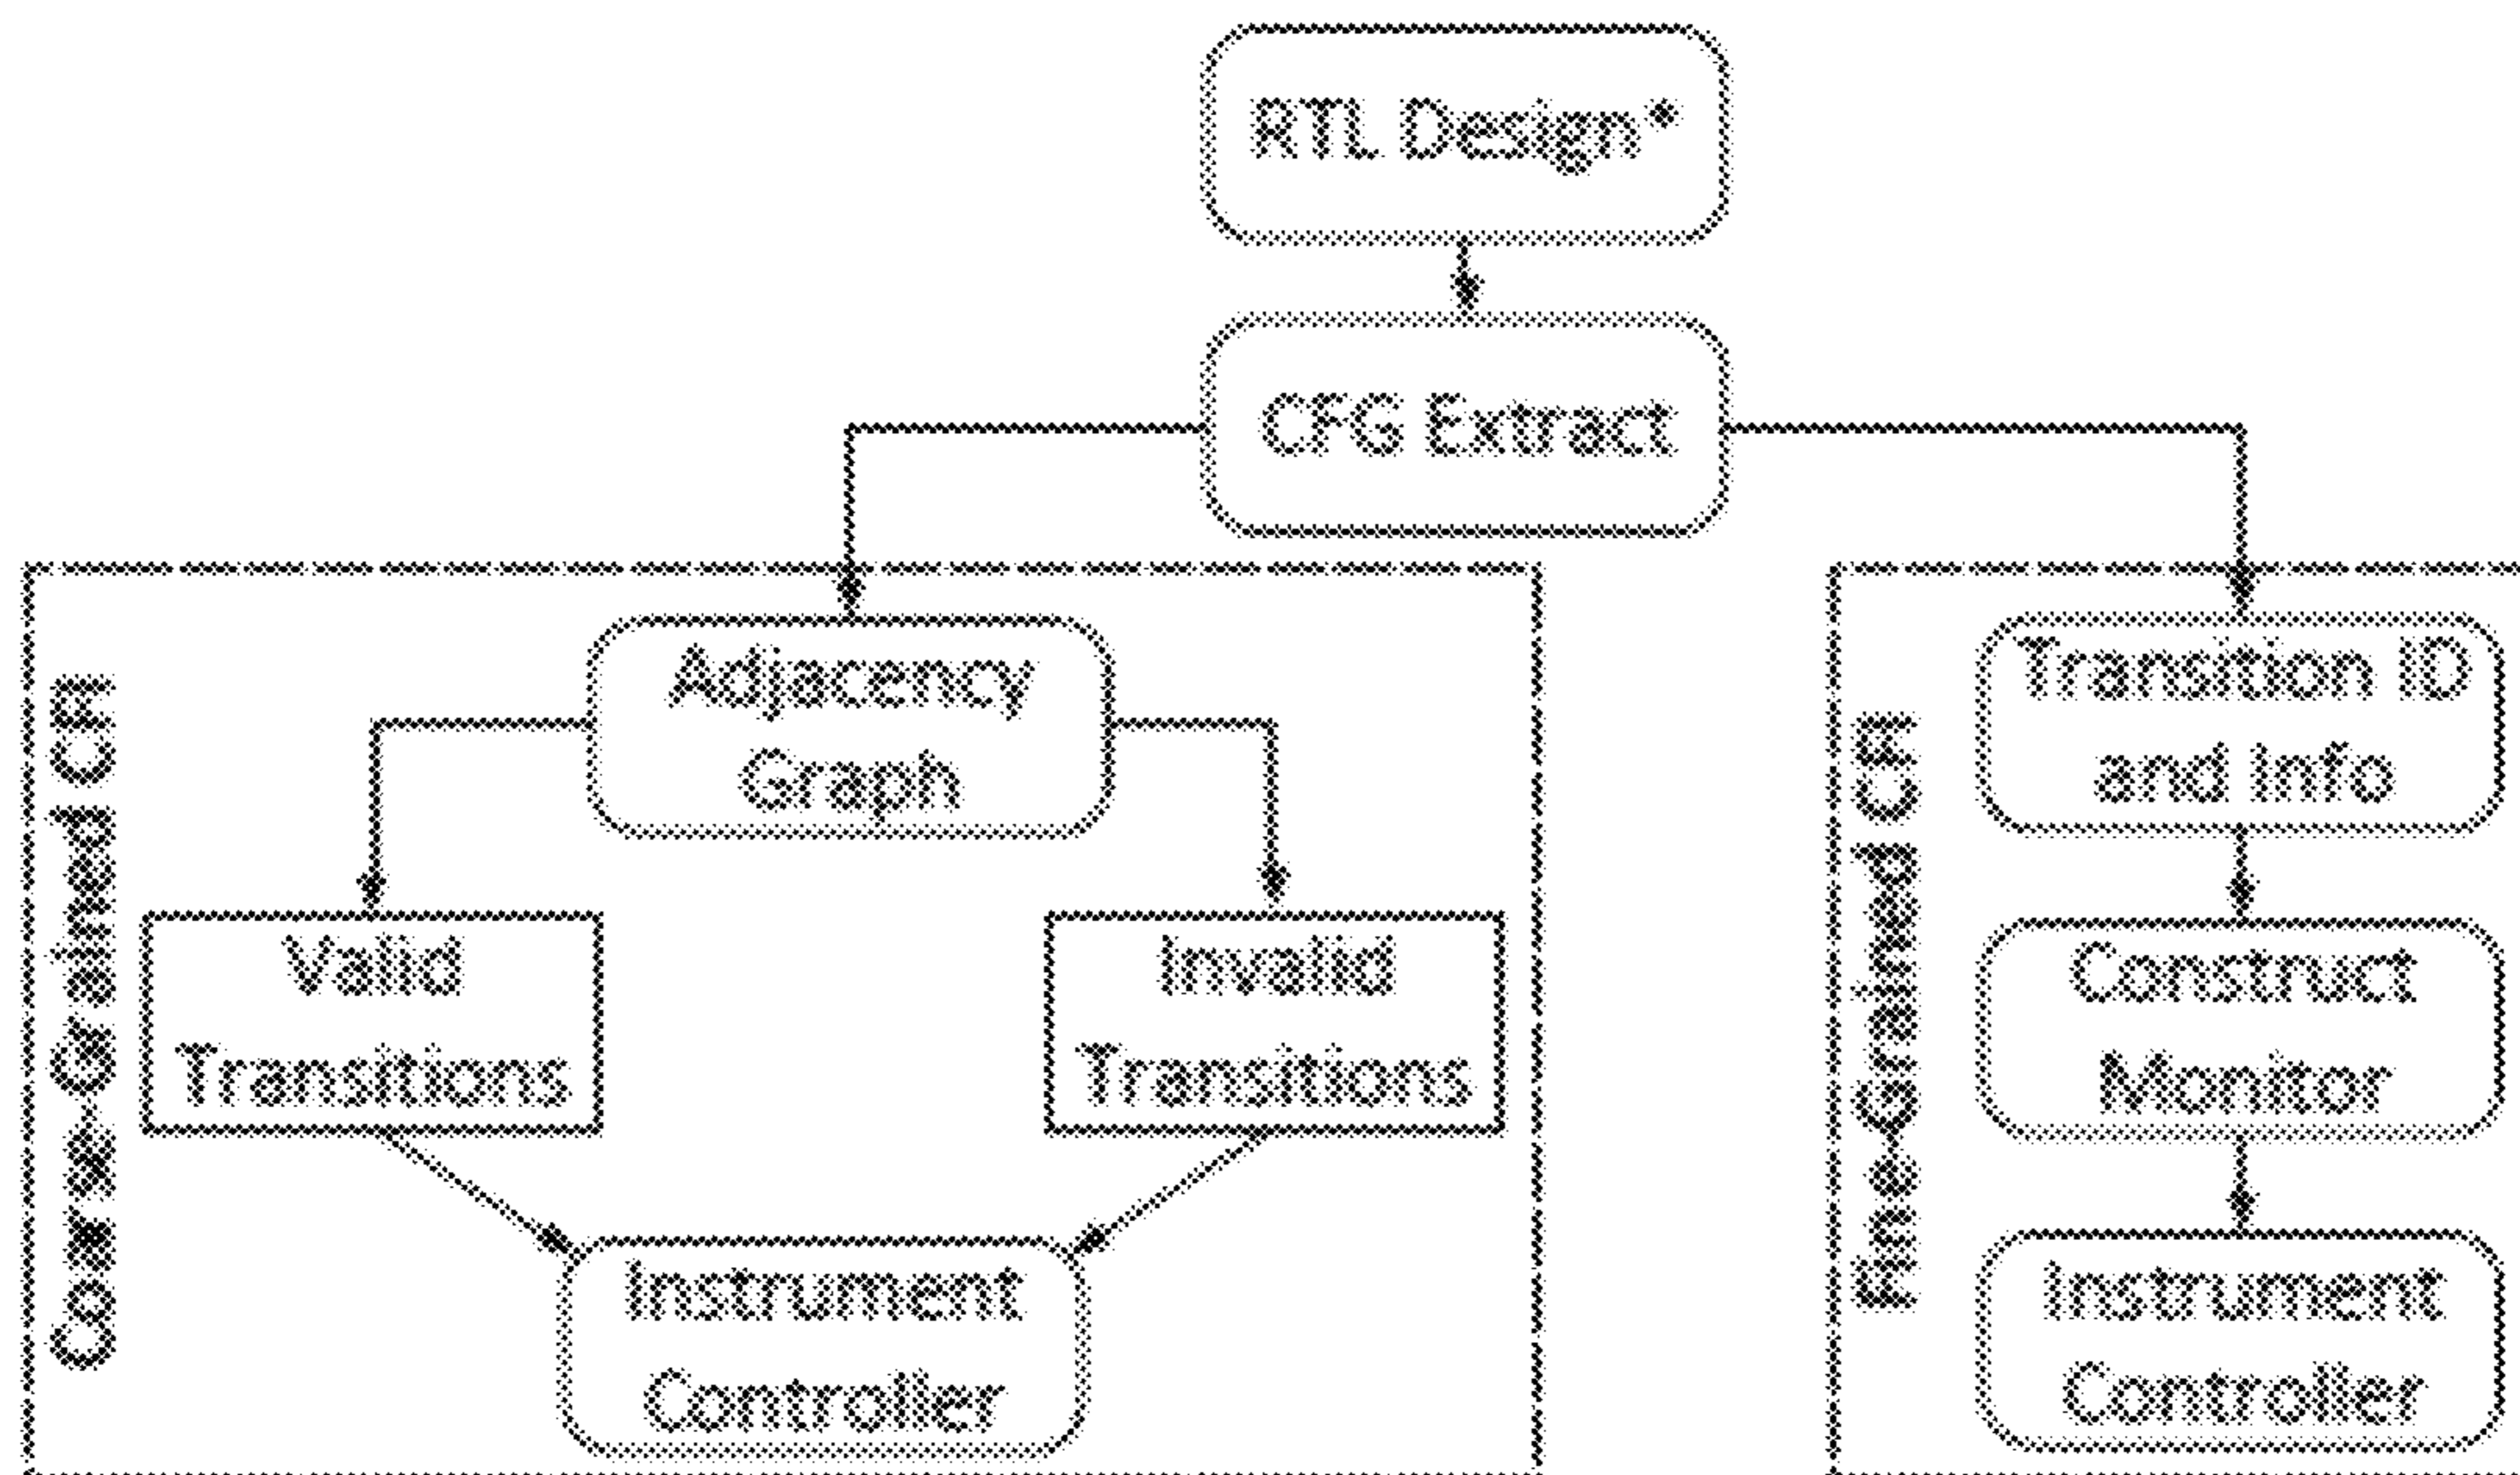 RTL Design*
CFG Extract
Coarse-Grained CFI
Adjacency
Graph
Valid
Transitions
Invalid
Transitions
Instrument
Controller
Fine-Grained CFI
Transition ID
and Info
Construct
Monitor
Instrument
Controller